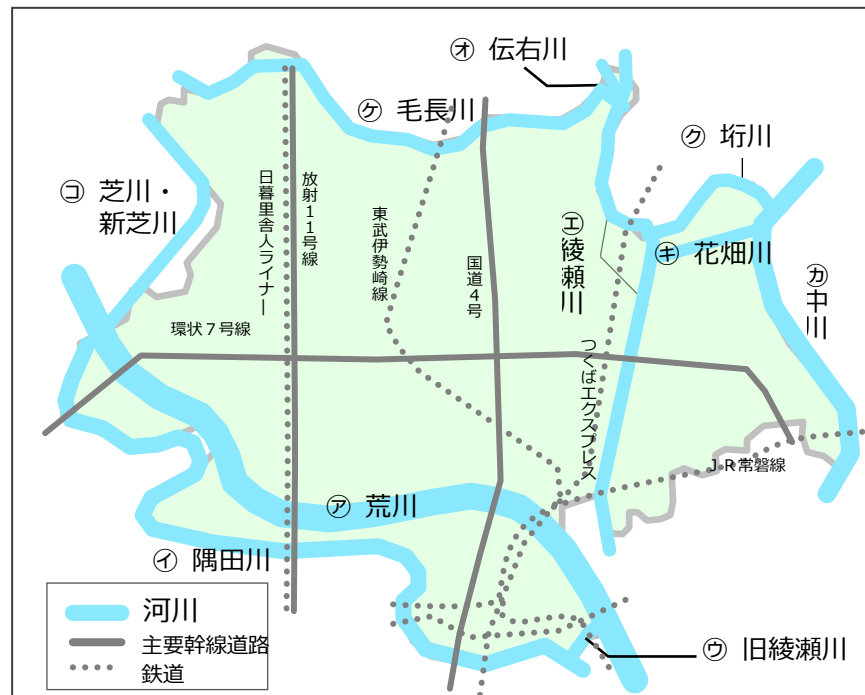 ㋔ 伝右川
㋘ 毛長川
㋗ 垳川
㋙ 芝川・
新芝川
日暮里舎人ライナー
放射11号線
東武伊勢崎線
国道4号
㋓綾瀬川
㋖ 花畑川
㋕中川
環状7号線
つくばエクスプレス
JR常磐線
㋐ 荒川
㋑ 隅田川
㋒ 旧綾瀬川
河川
主要幹線道路
鉄道